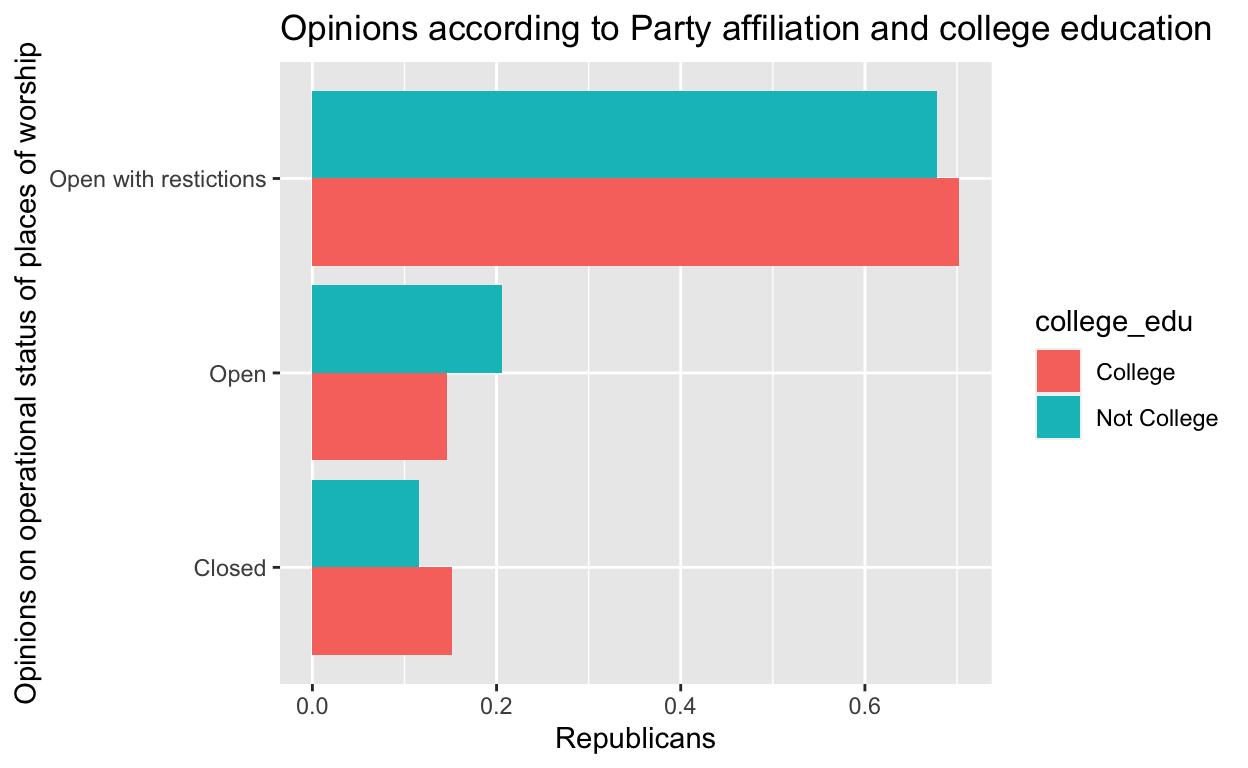 Opinions according to Party affiliation and college education
Opinions on operational status of places of worship
Open with restictions
Open
Closed
0.0
0.2
0.4
0.6
Republicans
college_edu
College
Not College